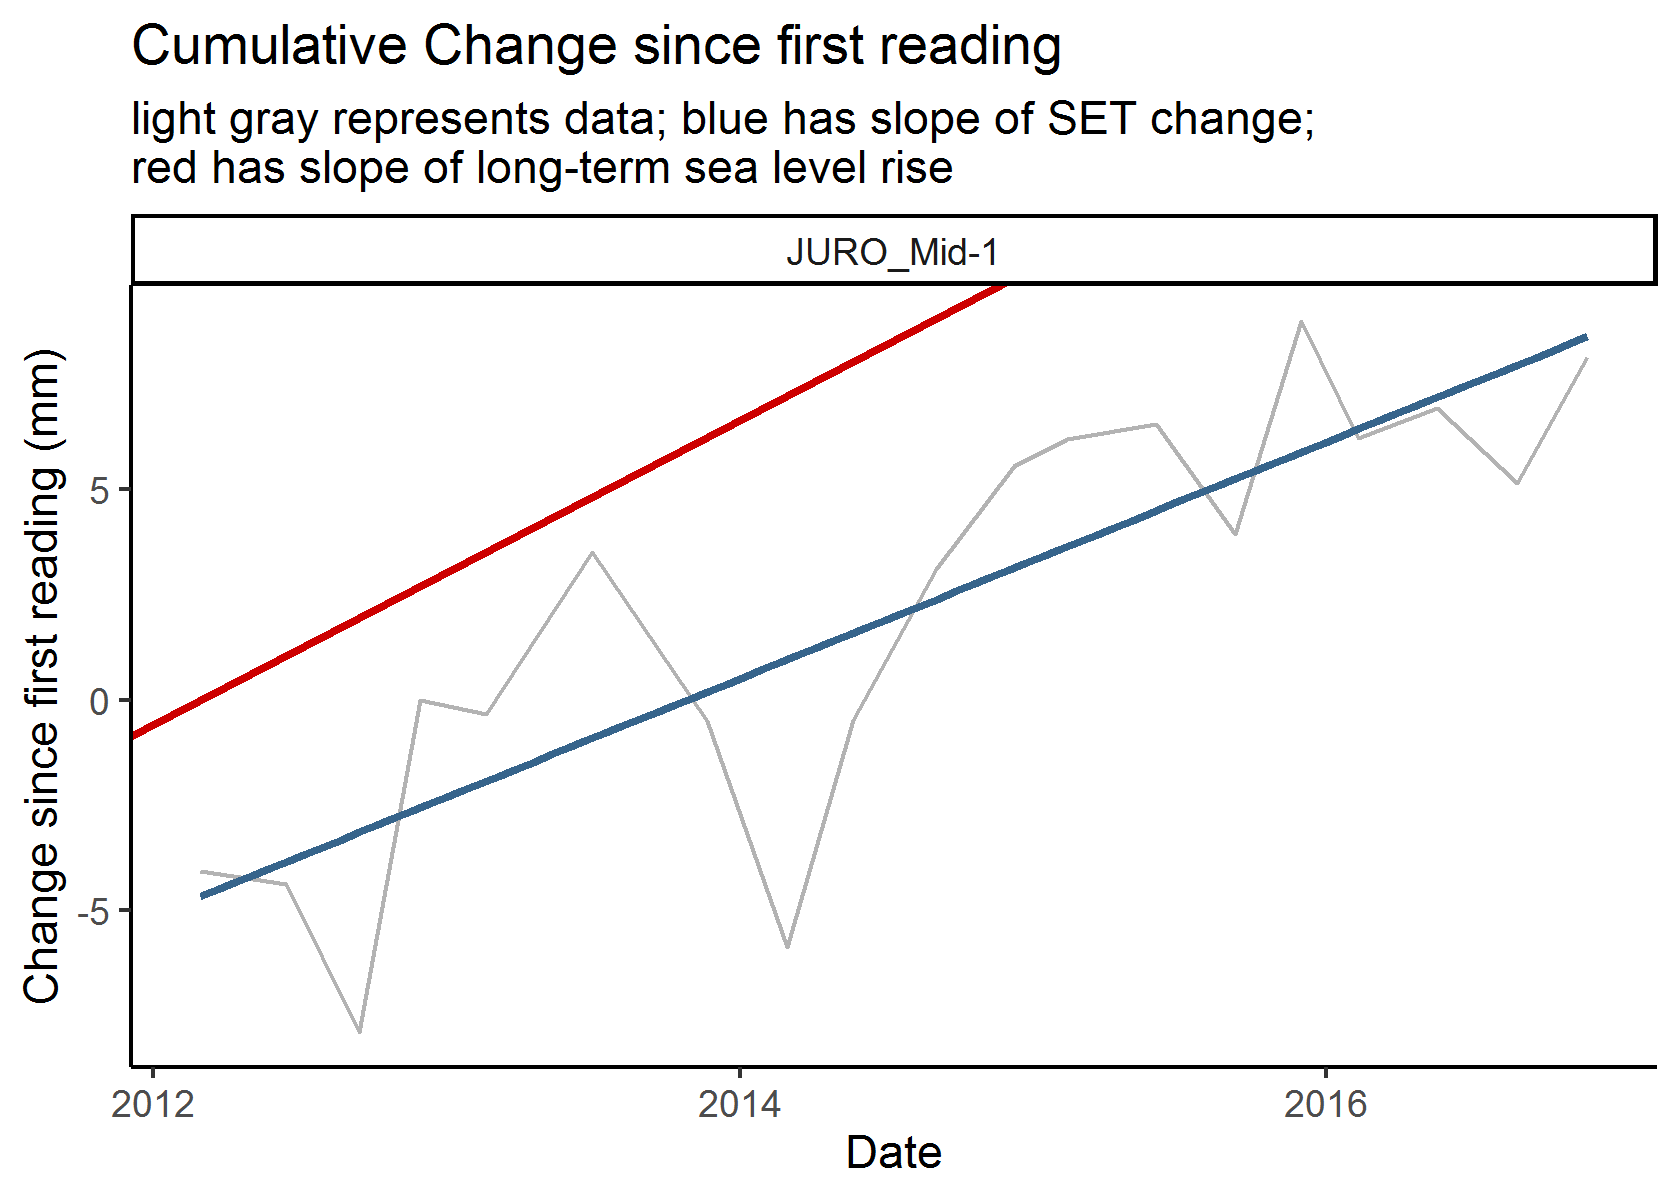 Cumulative Change since first reading
light gray represents data; blue has slope of SET change;
red has slope of long-term sea level rise
JURO_Mid-1
Change since first reading (mm)
5
0
-5
2012
2014
2016
Date